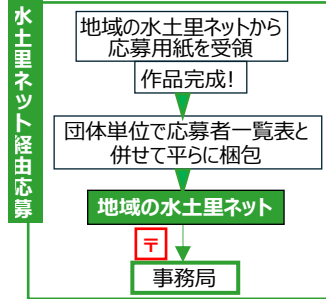 水土里ネット経由応募
地域の水土里ネットから
応募用紙を受領
作品完成！
団体単位で応募者一覧表と
併せて平らに梱包
地域の水土里ネット
〒
事務局